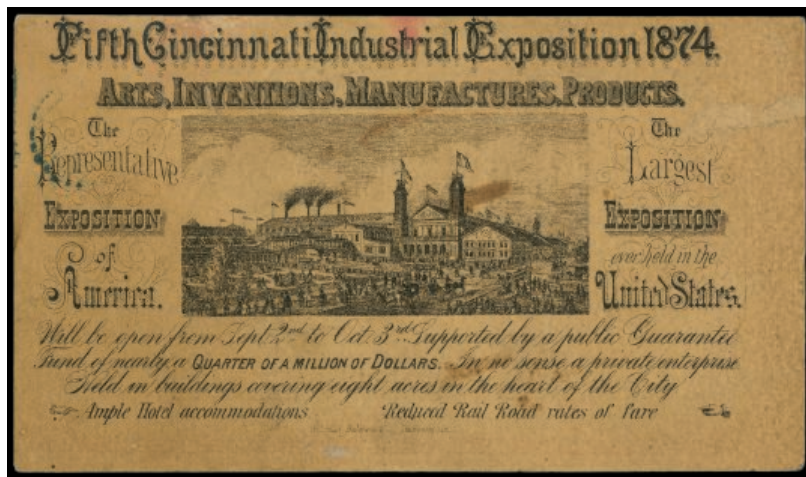 Fifth Cincinnati Industrial Exposition 1874.
Arts, Inventions, Manufactures, Products.
The
Representative
Exposition
of
America.
The
Largest
Exposition
ever held in the
United States.
Will be open from Sept 2nd to Oct 3rd. Supported by a public Guarantee
Fund of nearly a QUARTER OF A MILLION OF DOLLARS. In no sense a private enterprise
Held in buildings covering eight acres in the heart of the City
Ample Hotel accommodations Reduced Rail Road rates of fare